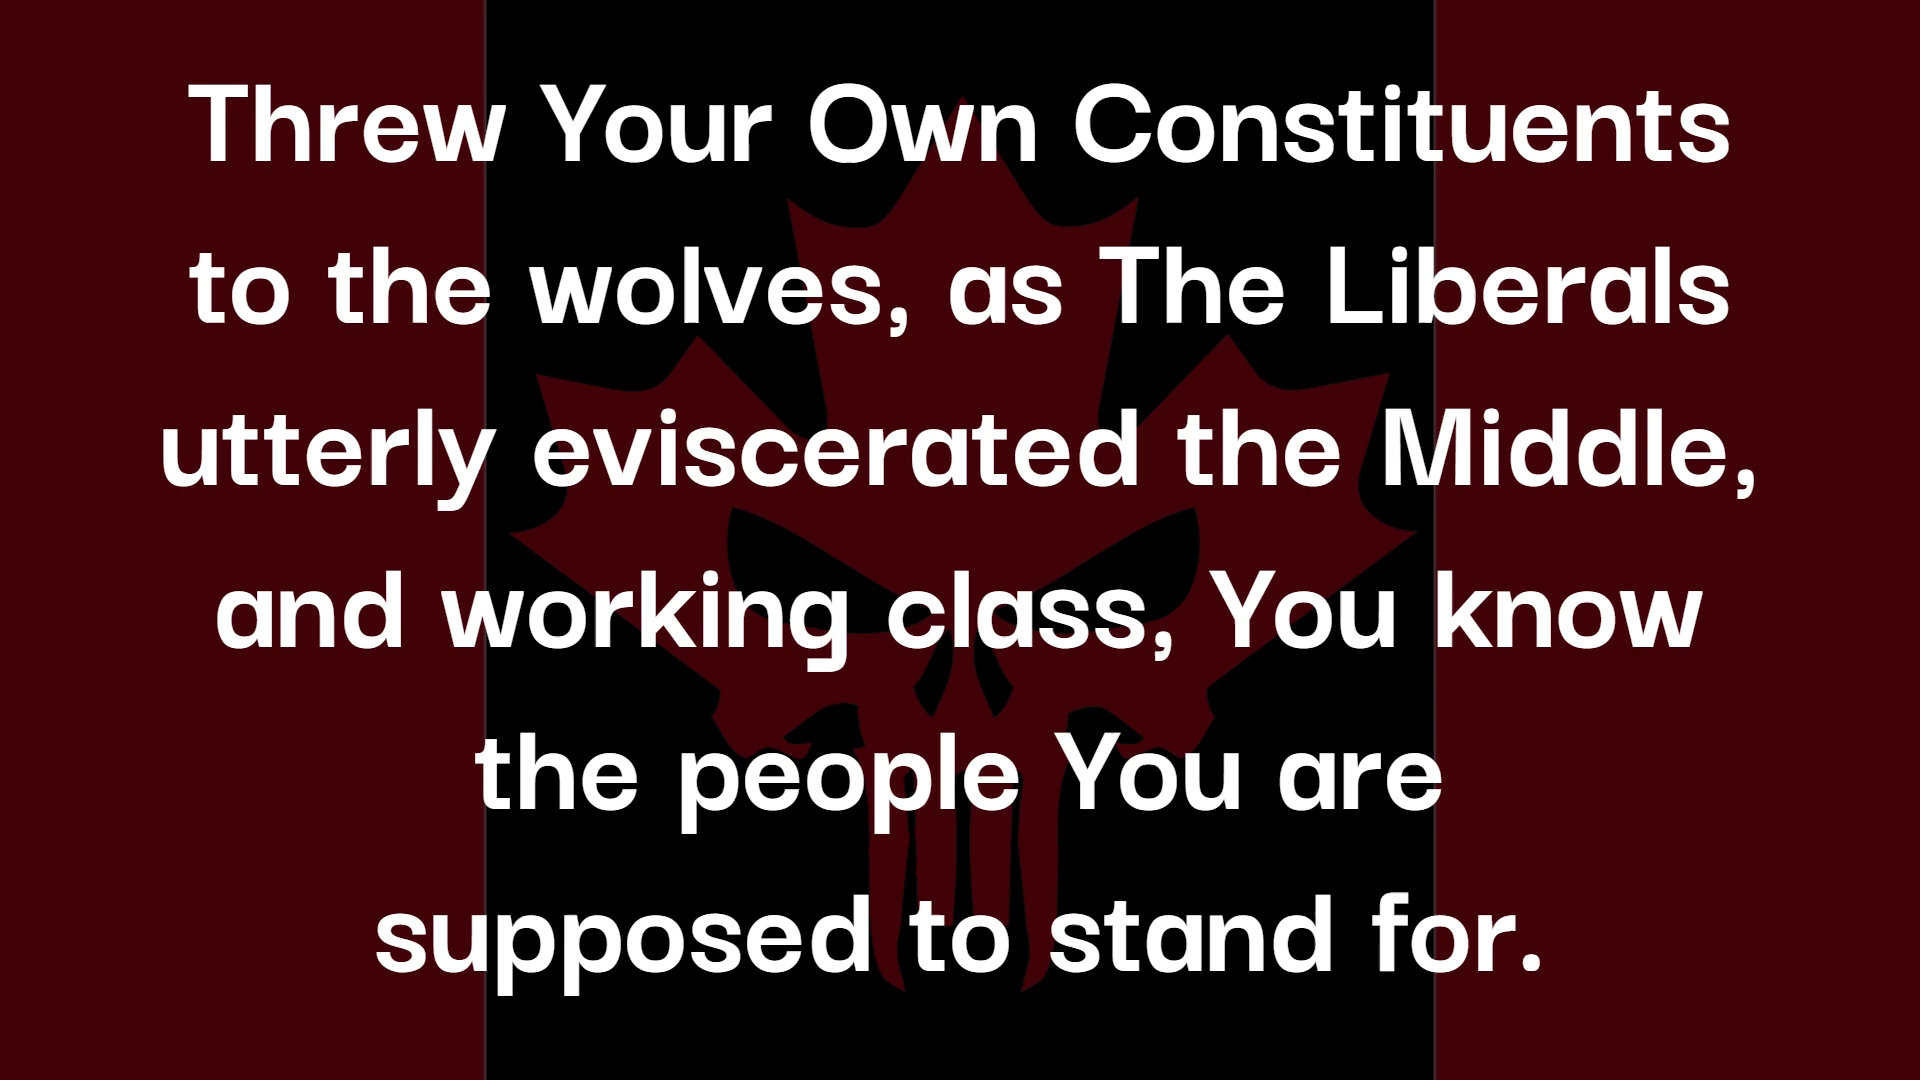 Threw Your Own Constituents
to the wolves, as The Liberals
utterly eviscerated the Middle,
and working class, You know
the people You are
supposed to stand for.